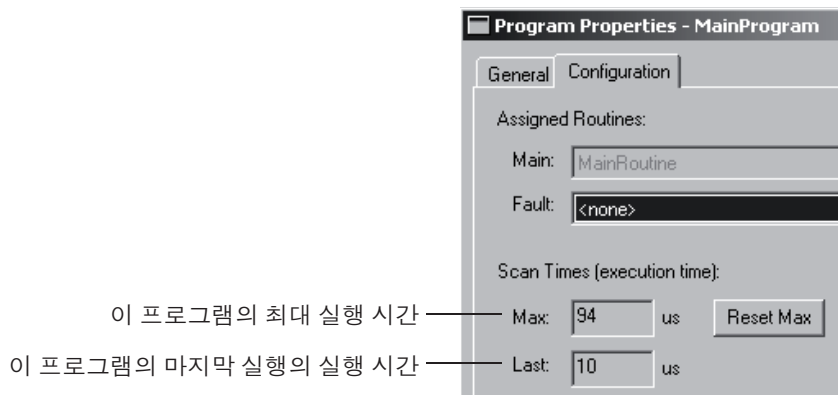 Program Properties - MainProgram
General Configuration
Assigned Routines:
Main: MainRoutine
Fault: <none>
Scan Times (execution time):
이 프로그램의 최대 실행 시간 Max: 94 us Reset Max
이 프로그램의 마지막 실행의 실행 시간 Last: 10 us